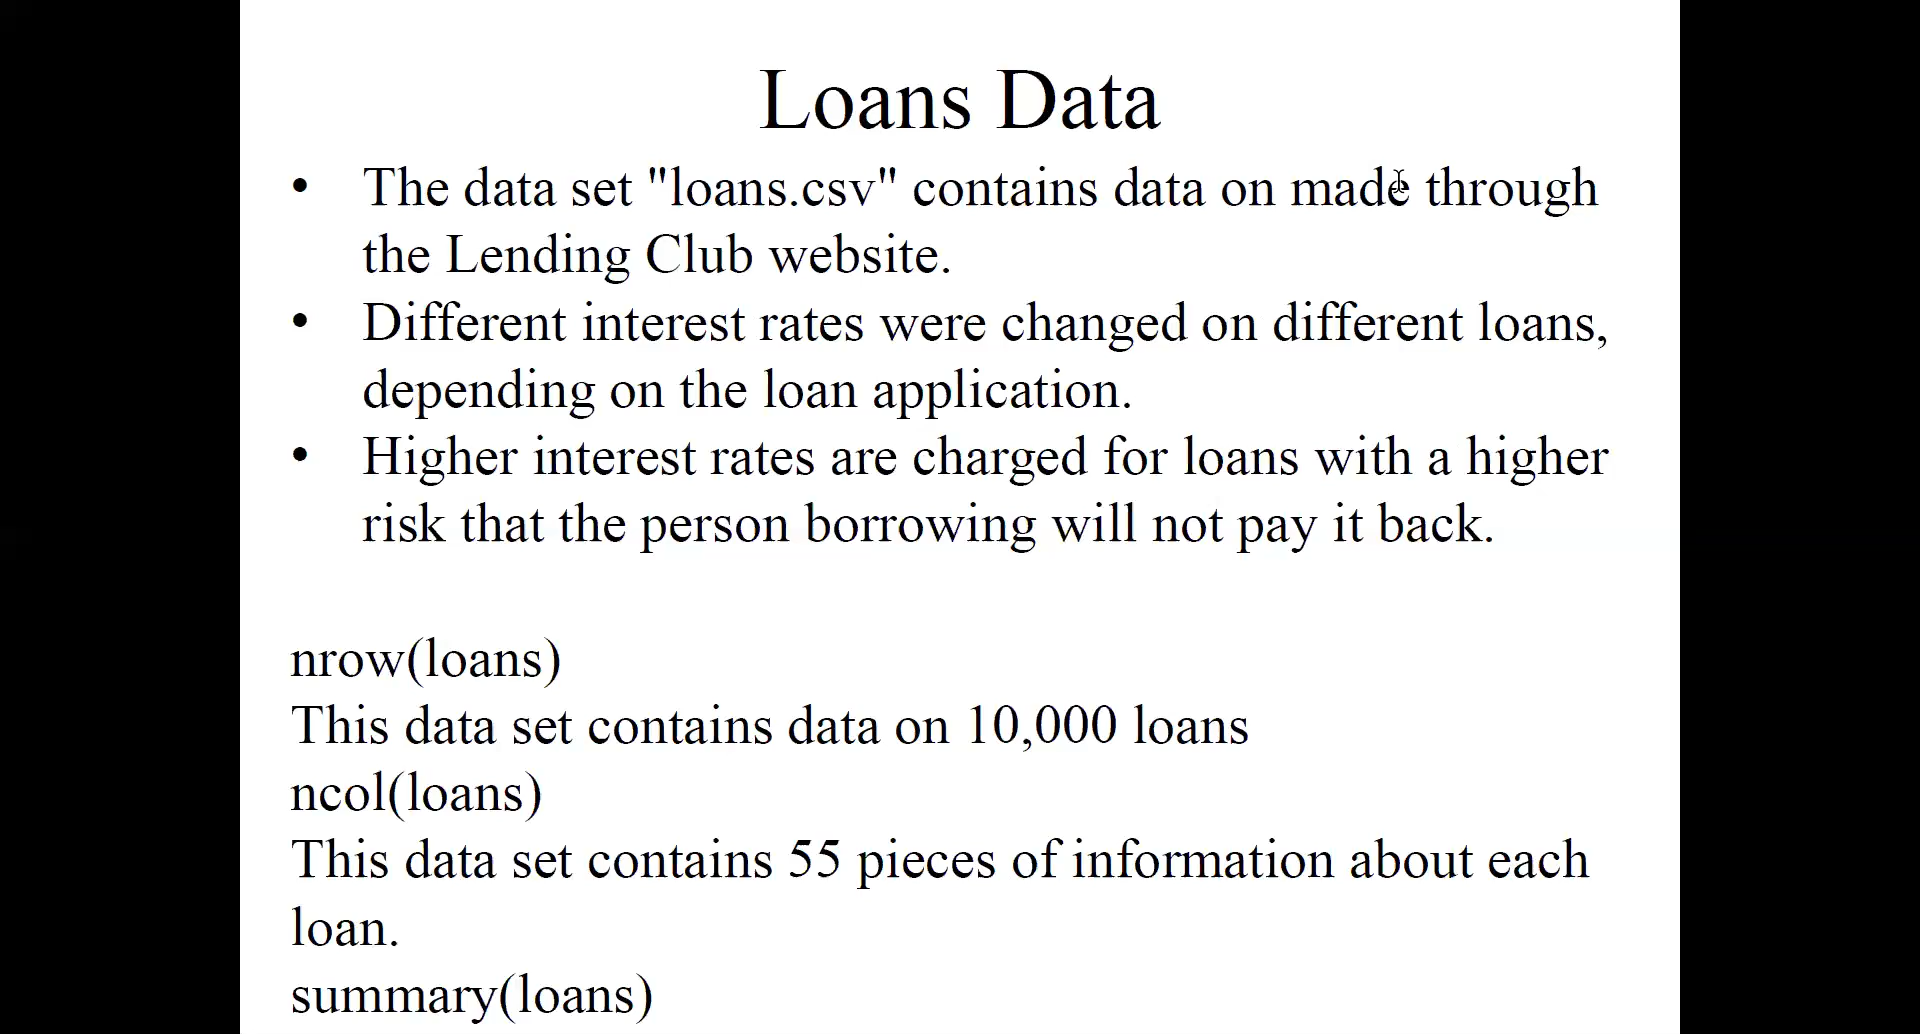 Loans Data
• The data set "loans.csv" contains data on made through
the Lending Club website.
• Different interest rates were changed on different loans,
depending on the loan application.
• Higher interest rates are charged for loans with a higher
risk that the person borrowing will not pay it back.
nrow(loans)
This data set contains data on 10,000 loans
ncol(loans)
This data set contains 55 pieces of information about each
loan.
summary(loans)